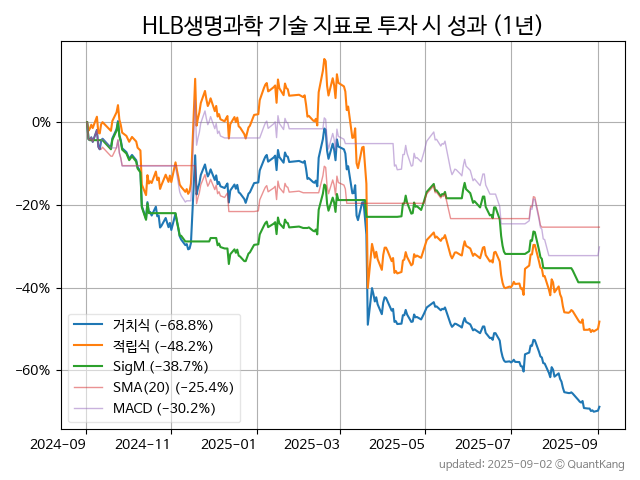 HLB생명과학 기술 지표로 투자 시 성과 (1년)
0%
−20%
−40%
−60%
거치식 (−68.8%)
적립식 (−48.2%)
SigM (−38.7%)
SMA(20) (−25.4%)
MACD (−30.2%)
2024-09
2024-11
2025-01
2025-03
2025-05
2025-07
2025-09
updated: 2025-09-02 © QuantKang